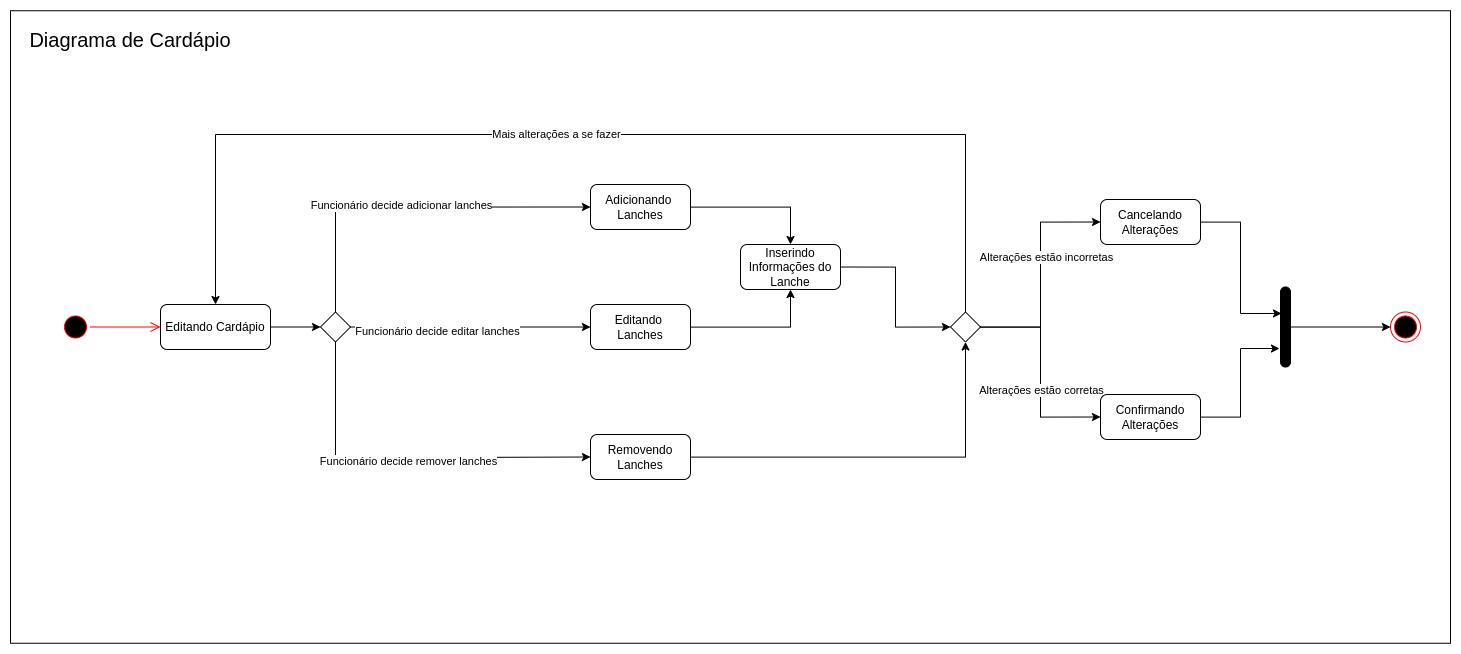 Diagrama de Cardápio
Mais alterações a se fazer
Funcionário decide adicionar lanches
Adicionando
Lanches
Cancelando
Alterações
Inserindo
Informações do
Lanche
Alterações estão incorretas
Editando Cardápio
Funcionário decide editar lanches
Editando
Lanches
Alterações estão corretas
Confirmando
Alterações
Funcionário decide remover lanches
Removendo
Lanches